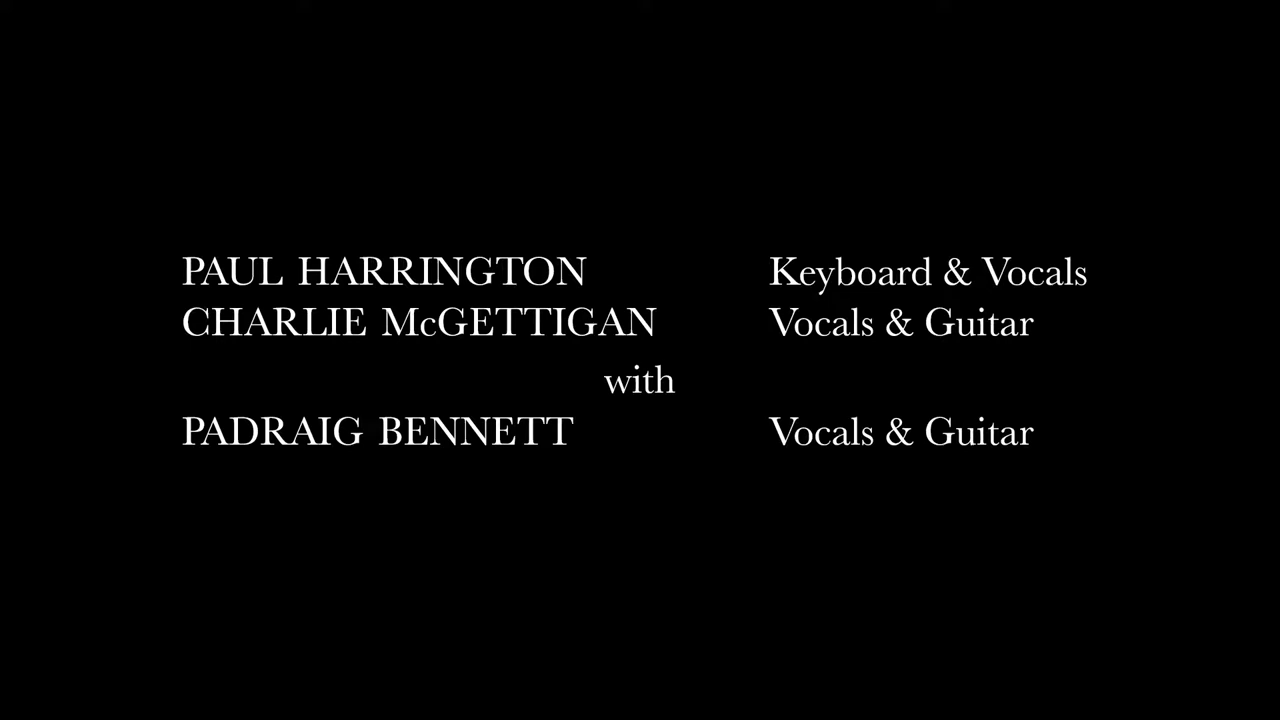 PAUL HARRINGTON Keyboard & Vocals
CHARLIE McGETTIGAN Vocals & Guitar
with
PADRAIG BENNETT Vocals & Guitar